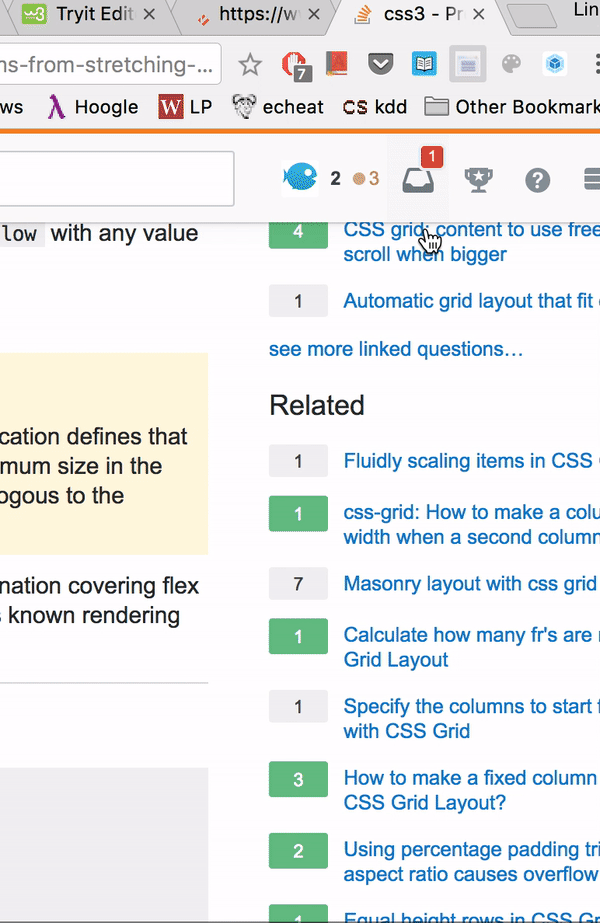 Tryit Edit
https://w
css3 - Pr
Lin
ns-from-stretching-...
7
ws
Hoogle
W LP
echeat
CS kdd
Other Bookmark
2
3
1
?
low with any value
4
CSS grid: content to use free
scroll when bigger
1
Automatic grid layout that fit
see more linked questions...
Related
cation defines that
mum size in the
ogous to the
1
Fluidly scaling items in CSS
1
css-grid: How to make a colu
width when a second column
nation covering flex
s known rendering
7
Masonry layout with css grid
1
Calculate how many fr's are
Grid Layout
1
Specify the columns to start
with CSS Grid
3
How to make a fixed column
CSS Grid Layout?
2
Using percentage padding tri
aspect ratio causes overflow
1
Equal height rows in CSS Gr